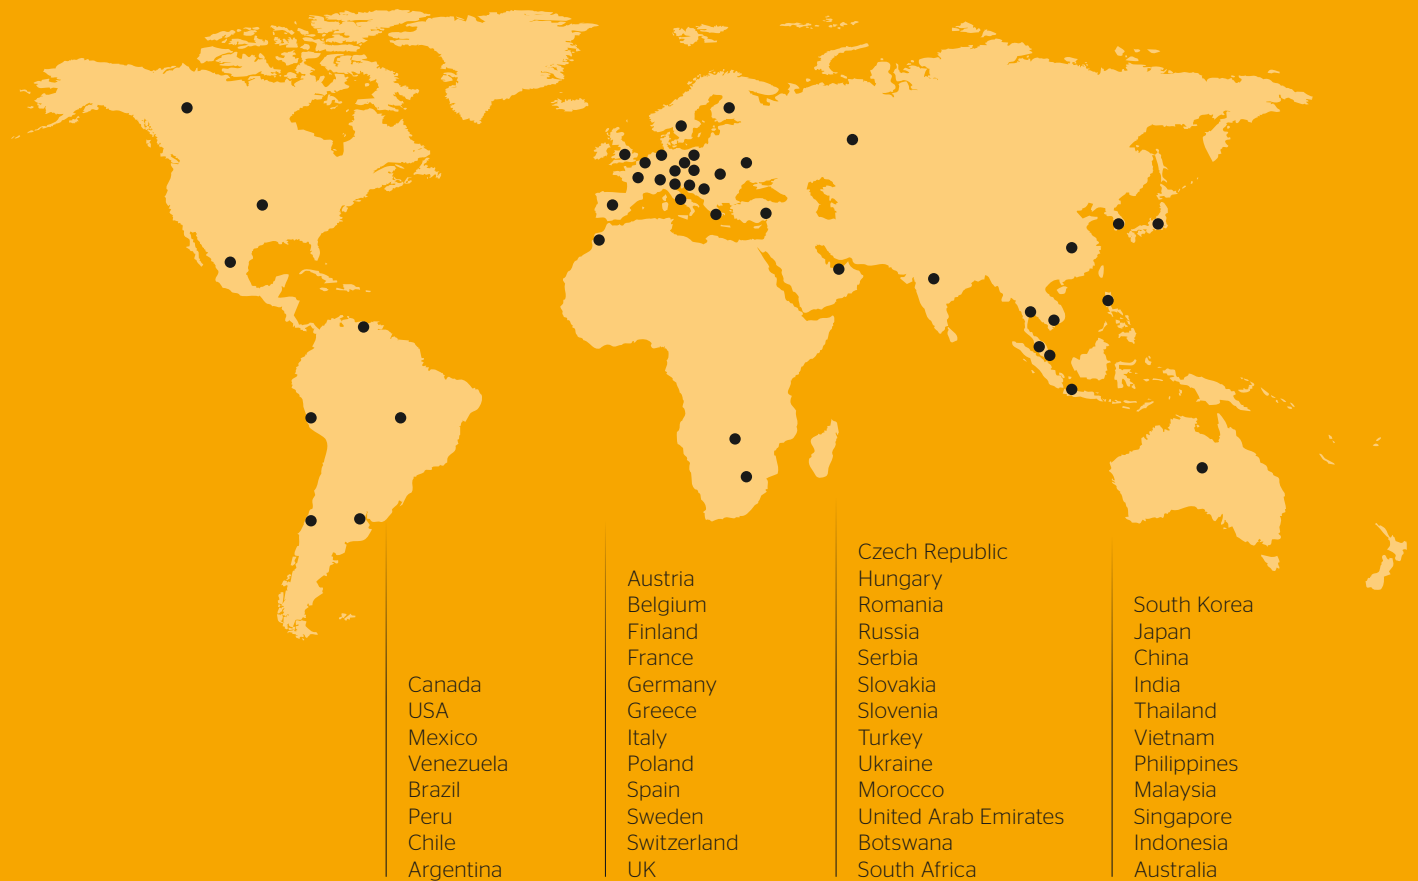 Canada
USA
Mexico
Venezuela
Brazil
Peru
Chile
Argentina
Austria
Belgium
Finland
France
Germany
Greece
Italy
Poland
Spain
Sweden
Switzerland
UK
Czech Republic
Hungary
Romania
Russia
Serbia
Slovakia
Slovenia
Turkey
Ukraine
Morocco
United Arab Emirates
Botswana
South Africa
South Korea
Japan
China
India
Thailand
Vietnam
Philippines
Malaysia
Singapore
Indonesia
Australia